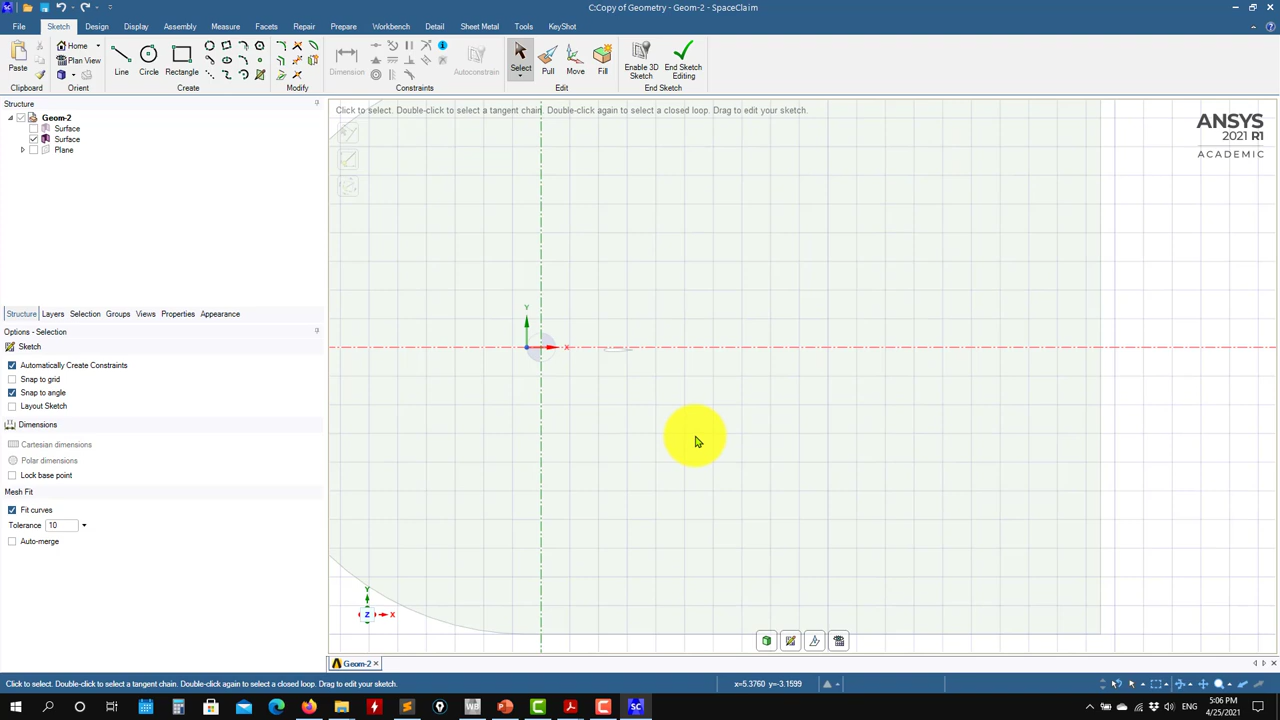 C:Copy of Geometry - Geom-2 - SpaceClaim
File Sketch Design Display Assembly Measure Facets Repair Prepare Workbench Detail Sheet Metal Tools KeyShot
Paste
Home
Plan View
Line
Circle
Rectangle
Dimension
Autoconstrain
Select
Pull
Move
Fill
Enable 3D
Sketch
End Sketch
Editing
Clipboard
Orient
Create
Modify
Constraints
Edit
End Sketch
Structure
Geom-2
Surface
Surface
Plane
Structure Layers Selection Groups Views Properties Appearance
Options - Selection
Sketch
Automatically Create Constraints
Snap to grid
Snap to angle
Layout Sketch
Dimensions
Cartesian dimensions
Polar dimensions
Lock base point
Mesh Fit
Fit curves
Tolerance 10
Auto-merge
Click to select. Double-click to select a tangent chain. Double-click again to select a closed loop. Drag to edit your sketch.
ANSYS
2021 R1
ACADEMIC
Y
X
Y
Z
X
Geom-2
Click to select. Double-click to select a tangent chain. Double-click again to select a closed loop. Drag to edit your sketch.
x=5.3760 y=-3.1599
5:06 PM
4/25/2021